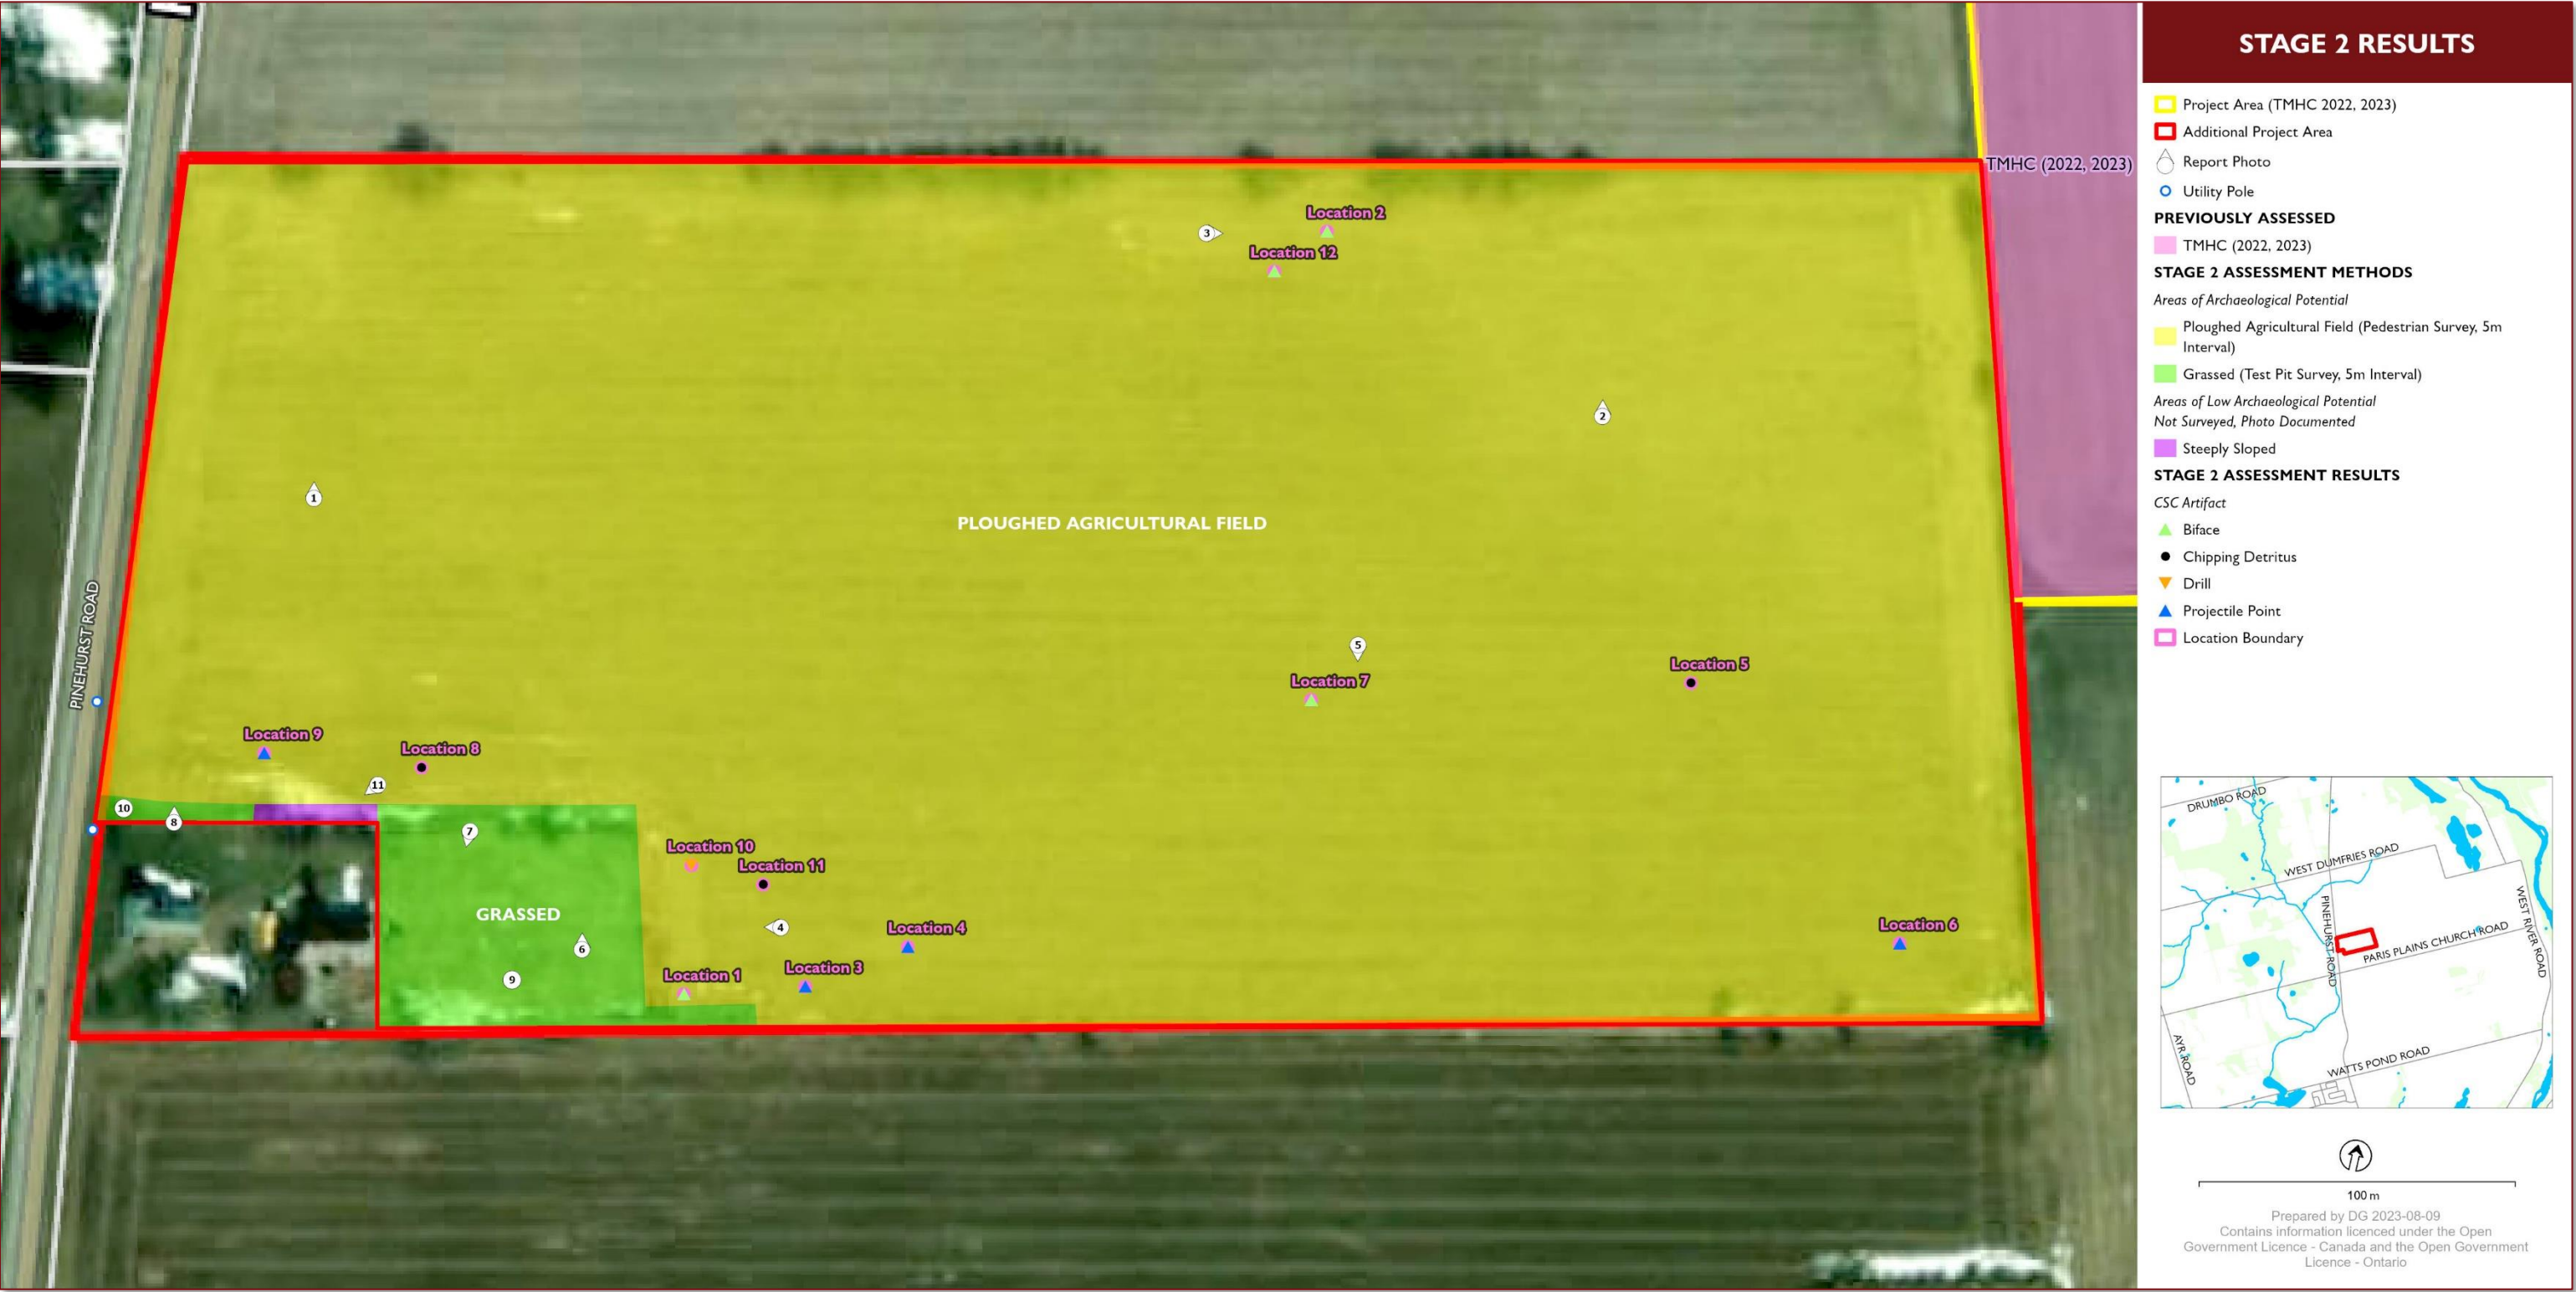 STAGE 2 RESULTS
Project Area (TMHC 2022, 2023)
Additional Project Area
Report Photo
Utility Pole
PREVIOUSLY ASSESSED
TMHC (2022, 2023)
STAGE 2 ASSESSMENT METHODS
Areas of Archaeological Potential
Ploughed Agricultural Field (Pedestrian Survey, 5m
Interval)
Grassed (Test Pit Survey, 5m Interval)
Areas of Low Archaeological Potential
Not Surveyed, Photo Documented
Steeply Sloped
STAGE 2 ASSESSMENT RESULTS
CSC Artifact
Biface
Chipping Detritus
Drill
Projectile Point
Location Boundary
DRUMBO ROAD
WEST DUMFRIES ROAD
PINEHURST ROAD
WEST RIVER ROAD
PARIS PLAINS CHURCH ROAD
AYR ROAD
WATTS POND ROAD
100 m
Prepared by DG 2023-08-09
Contains information licenced under the Open
Government Licence - Canada and the Open Government
Licence - Ontario
TMHC (2022, 2023)
Location 2
3
Location 12
2
1
PLOUGHED AGRICULTURAL FIELD
PINEHURST ROAD
5
Location 5
Location 7
Location 9
Location 8
11
10
8
7
Location 10
Location 11
GRASSED
4
Location 4
Location 6
6
9
Location 1
Location 3